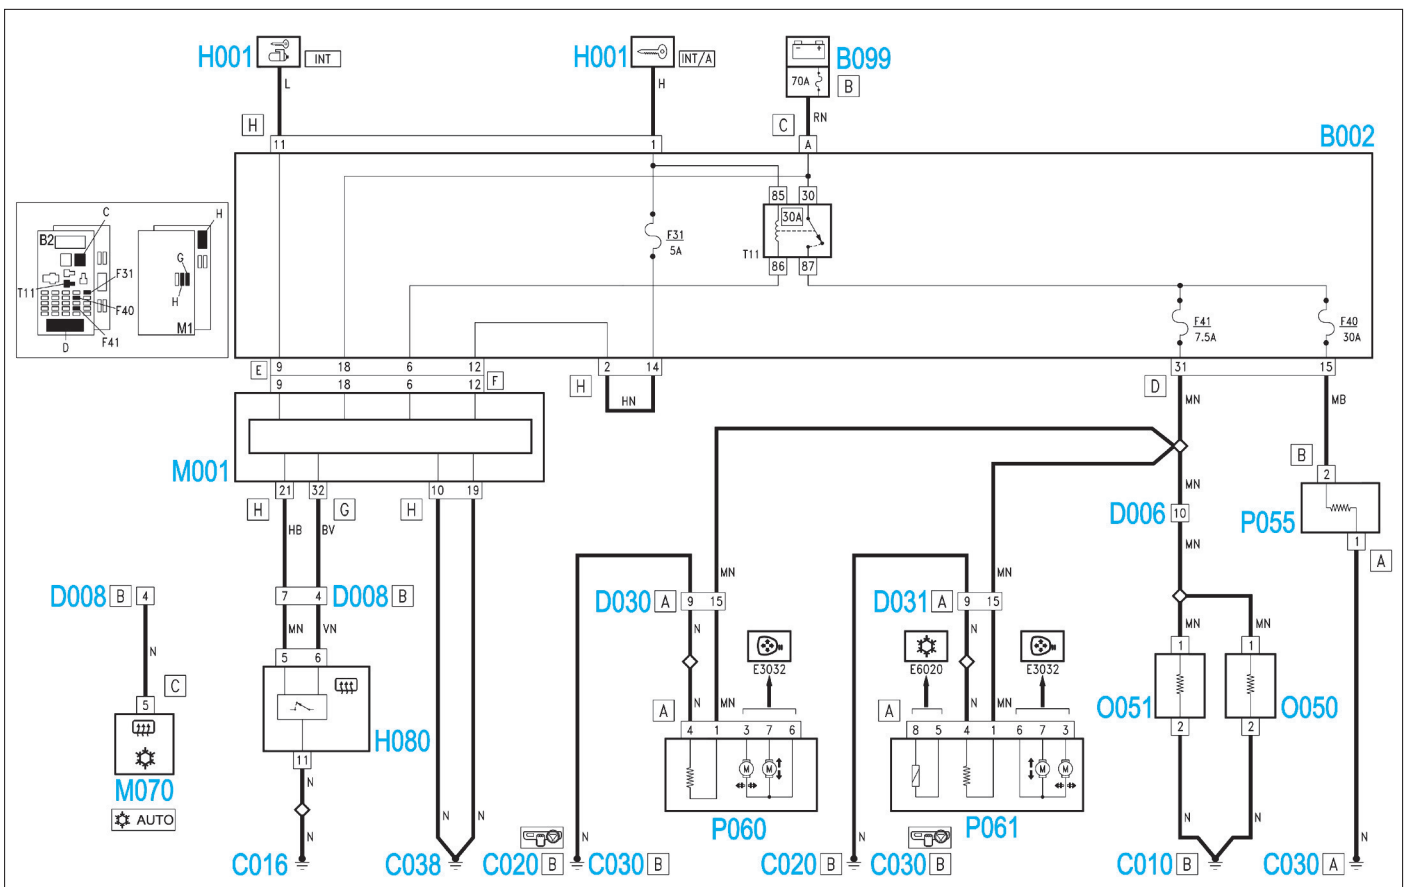 H001 INT
H001 INT/A
B099
70A B
L
H
RN
H
C
11
1
A
B002
85 30
30A
F31
5A
T11
86 87
C
H
B2
G
F31
T11
H
F40
M1
F41
D
F41
7.5A
F40
30A
E 9 18 6 12
F
9 18 6 12
H 2 14
HN
D 31 15
MN
MB
M001
H 21 32 G
H 10 19
HB BV
B
2
P055
1
A
MN
D006 10
MN
D008 B 4
7 4 D008 B
MN VN
N
C
5
M070
AUTO
5 6
H080
11
N
N
C016
N N
C038
MN
D030 A 9 15
N
E3032
N MN
A 4 1 3 7 6
M M
P060
N
C020 B
C030 B
MN
D031 A 9 15
N
E6020
E3032
N MN
A 8 5 4 1 6 7 3
M M
P061
N
C020 B
C030 B
MN MN
1 1
O051
O050
2 2
N N
C010 B
N
C030 A